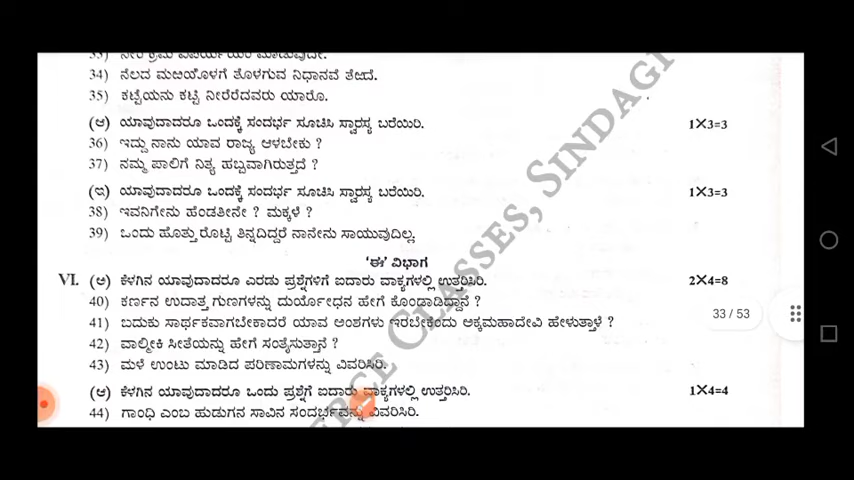 34) ನೆಲದ ಮಱೆಯೊಳಗೆ ತೊಳಗುವ ನಿಧಾನವೆ ತೆಱದೆ.
35) ಕಟ್ಟೆಯನು ಕಟ್ಟಿ ನೀರೆರೆದವರು ಯಾರೊ.
(ಆ) ಯಾವುದಾದರೂ ಒಂದಕ್ಕೆ ಸಂದರ್ಭ ಸೂಚಿಸಿ ಸ್ವಾರಸ್ಯ ಬರೆಯಿರಿ. 1×3=3
36) ಇದ್ದು ನಾನು ಯಾವ ರಾಜ್ಯ ಆಳಬೇಕು ?
37) ನಮ್ಮ ಪಾಲಿಗೆ ನಿತ್ಯ ಹಬ್ಬವಾಗಿರುತ್ತದೆ ?
(ಇ) ಯಾವುದಾದರೂ ಒಂದಕ್ಕೆ ಸಂದರ್ಭ ಸೂಚಿಸಿ ಸ್ವಾರಸ್ಯ ಬರೆಯಿರಿ. 1×3=3
38) ಇವನಿಗೇನು ಹೆಂಡತೀನೇ ? ಮಕ್ಕಳೆ ?
39) ಒಂದು ಹೊತ್ತು ರೊಟ್ಟಿ ತಿನ್ನದಿದ್ದರೆ ನಾನೇನು ಸಾಯುವುದಿಲ್ಲ.
'ಈ' ವಿಭಾಗ
VI. (ಅ) ಕೆಳಗಿನ ಯಾವುದಾದರೂ ಎರಡು ಪ್ರಶ್ನೆಗಳಿಗೆ ಐದಾರು ವಾಕ್ಯಗಳಲ್ಲಿ ಉತ್ತರಿಸಿರಿ. 2×4=8
40) ಕರ್ಣನ ಉದಾತ್ತ ಗುಣಗಳನ್ನು ದುರ್ಯೋಧನ ಹೇಗೆ ಕೊಂಡಾಡಿದ್ದಾನೆ ?
33 / 53
41) ಬದುಕು ಸಾರ್ಥಕವಾಗಬೇಕಾದರೆ ಯಾವ ಅಂಶಗಳು ಇರಬೇಕೆಂದು ಅಕ್ಕಮಹಾದೇವಿ ಹೇಳುತ್ತಾಳೆ ?
42) ವಾಲ್ಮೀಕಿ ಸೀತೆಯನ್ನು ಹೇಗೆ ಸಂತೈಸುತ್ತಾನೆ ?
43) ಮಳೆ ಉಂಟು ಮಾಡಿದ ಪರಿಣಾಮಗಳನ್ನು ವಿವರಿಸಿರಿ.
(ಆ) ಕೆಳಗಿನ ಯಾವುದಾದರೂ ಒಂದು ಪ್ರಶ್ನೆಗೆ ಐದಾರು ವಾಕ್ಯಗಳಲ್ಲಿ ಉತ್ತರಿಸಿರಿ. 1×4=4
44) ಗಾಂಧಿ ಎಂಬ ಹುಡುಗನ ಸಾವಿನ ಸಂದರ್ಭವನ್ನು ವಿವರಿಸಿರಿ.
CLASSES, SINDAGI